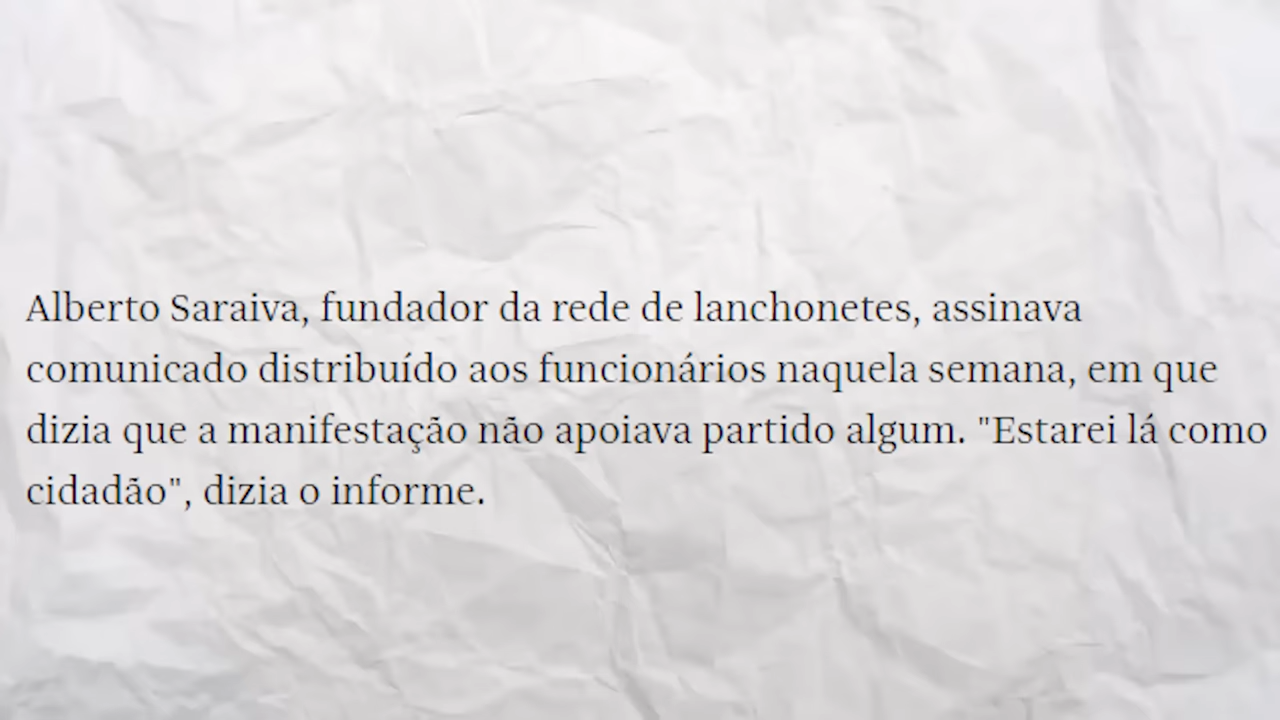 Alberto Saraiva, fundador da rede de lanchonetes, assinava
comunicado distribuído aos funcionários naquela semana, em que
dizia que a manifestação não apoiava partido algum. "Estarei lá como
cidadão", dizia o informe.